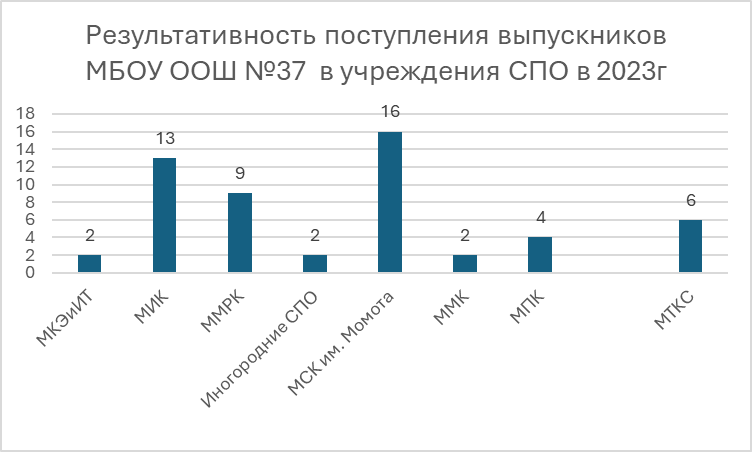 Результативность поступления выпускников
МБОУ ООШ №37 в учреждения СПО в 2023г
18
16
14
12
10
8
6
4
2
0
2
13
9
2
16
2
4
6
МКЭиИТ
МИК
ММРК
Иногородние СПО
МСК им. Момота
ММК
МПК
МТКС